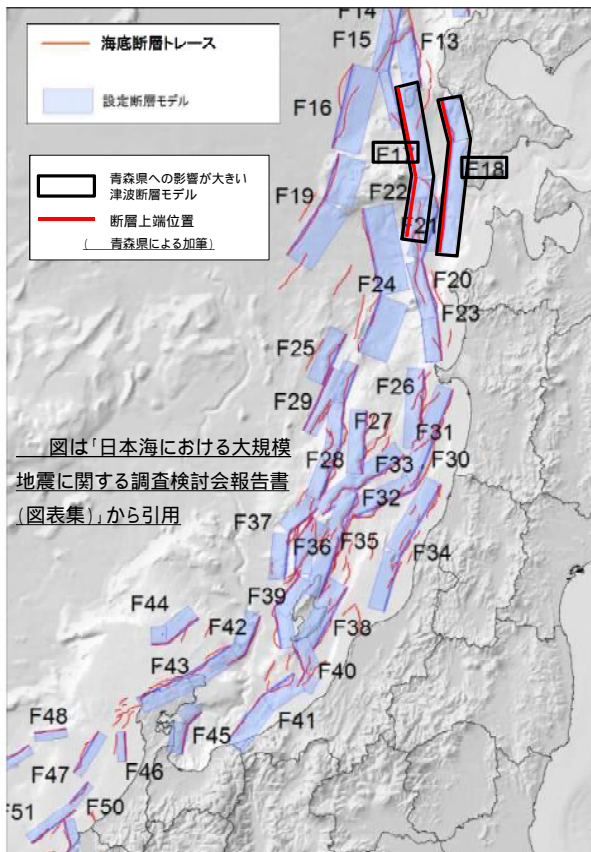 F14
F15
F13
海底断層トレース
設定断層モデル
F16
青森県への影響が大きい
津波断層モデル
断層上端位置
( 青森県による加筆)
F17
F18
F19
F22
F21
F20
F24
F23
F25
F26
F29
F27
F31
図は「日本海における大規模
地震に関する調査検討会報告書
(図表集)」から引用
F28
F33
F30
F32
F37
F36
F35
F34
F39
F44
F42
F38
F43
F40
F48
F45
F41
F47
F46
F51
F50